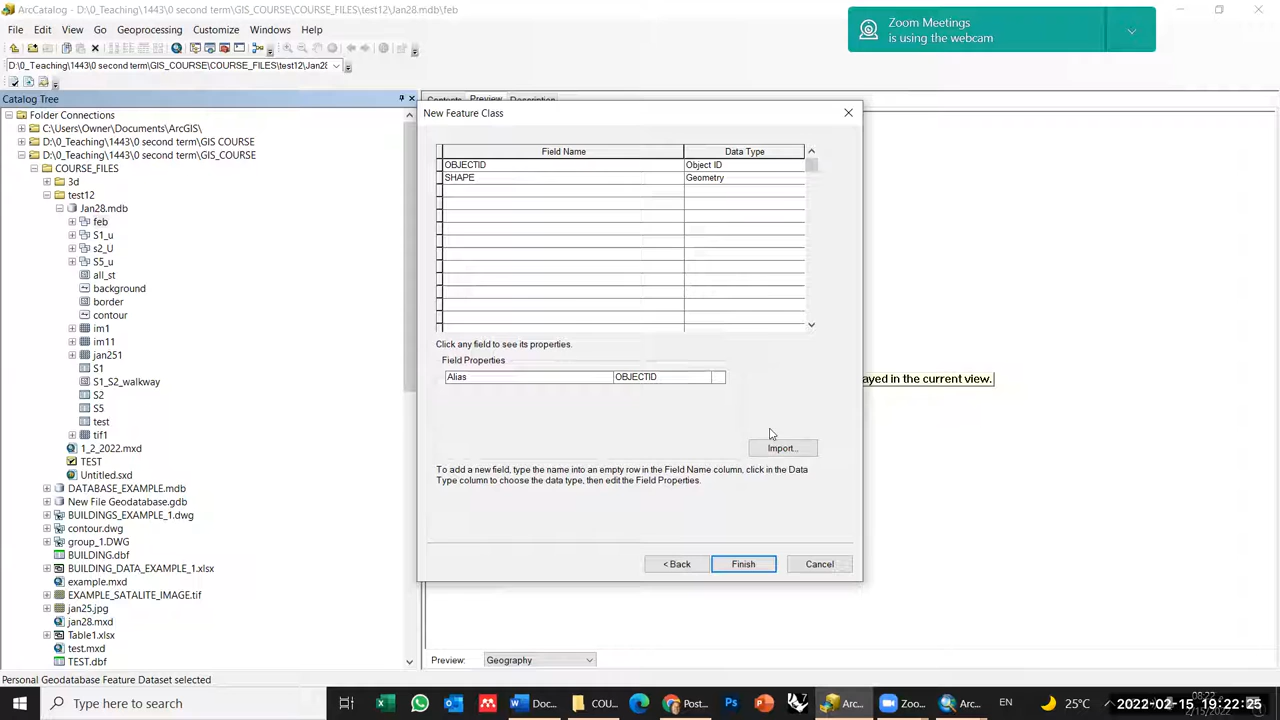 ArcCatalog - D:\0_Teaching\1443\0 second term\GIS_COURSE\COURSE_FILES\test12\Jan28.mdb\feb
Zoom Meetings
is using the webcam
File Edit View Go Geoprocessing Customize Windows Help
D:\0_Teaching\1443\0 second term\GIS_COURSE\COURSE_FILES\test12\Jan28
Catalog Tree
Contents Preview Description
Folder Connections
C:\Users\Owner\Documents\ArcGIS\
D:\0_Teaching\1443\0 second term\GIS COURSE
D:\0_Teaching\1443\0 second term\GIS_COURSE
COURSE_FILES
3d
test12
Jan28.mdb
feb
S1_u
s2_U
S5_u
all_st
background
border
contour
im1
im11
jan251
S1
S1_S2_walkway
S2
S5
test
tif1
1_2_2022.mxd
TEST
Untitled.sxd
DATABASE_EXAMPLE.mdb
New File Geodatabase.gdb
BUILDINGS_EXAMPLE_1.dwg
contour.dwg
group_1.DWG
BUILDING.dbf
BUILDING_DATA_EXAMPLE_1.xlsx
example.mxd
EXAMPLE_SATALITE_IMAGE.tif
jan25.jpg
jan28.mxd
Table1.xlsx
test.mxd
TEST.dbf
New Feature Class
Field Name Data Type
OBJECTID Object ID
SHAPE Geometry
Click any field to see its properties.
Field Properties
Alias OBJECTID
Import...
To add a new field, type the name into an empty row in the Field Name column, click in the Data
Type column to choose the data type, then edit the Field Properties.
< Back Finish Cancel
ayed in the current view.
Preview: Geography
Personal Geodatabase Feature Dataset selected
Type here to search
Doc... COU... Post... Arc... Zoo... Arc... EN 25°C
2022-02-15 19:22:25